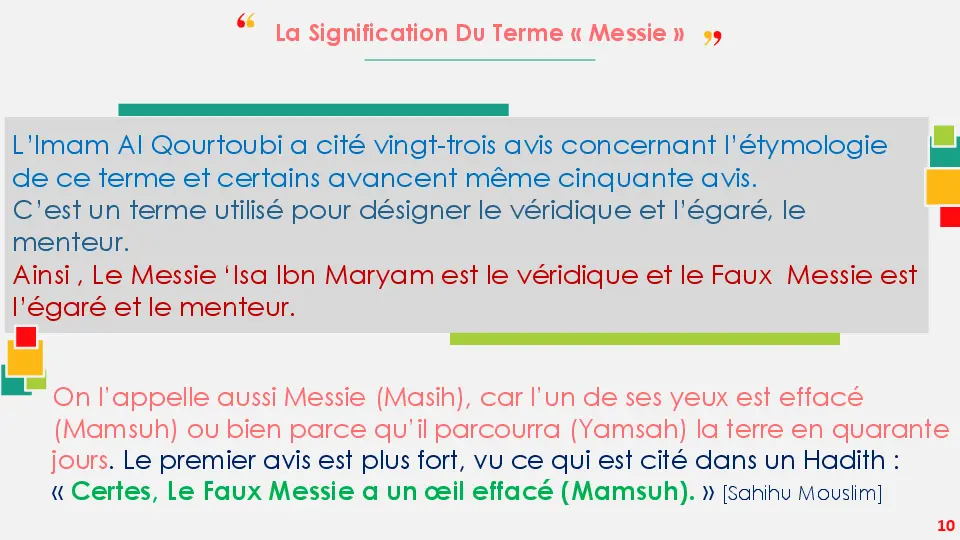 “ La Signification Du Terme « Messie » ”
L’Imam Al Qourtoubi a cité vingt-trois avis concernant l’étymologie
de ce terme et certains avancent même cinquante avis.
C’est un terme utilisé pour désigner le véridique et l’égaré, le
menteur.
Ainsi , Le Messie ‘Isa Ibn Maryam est le véridique et le Faux Messie est
l’égaré et le menteur.
On l’appelle aussi Messie (Masih), car l’un de ses yeux est effacé
(Mamsuh) ou bien parce qu’il parcourra (Yamsah) la terre en quarante
jours. Le premier avis est plus fort, vu ce qui est cité dans un Hadith :
« Certes, Le Faux Messie a un œil effacé (Mamsuh). » [Sahihu Mouslim]
10